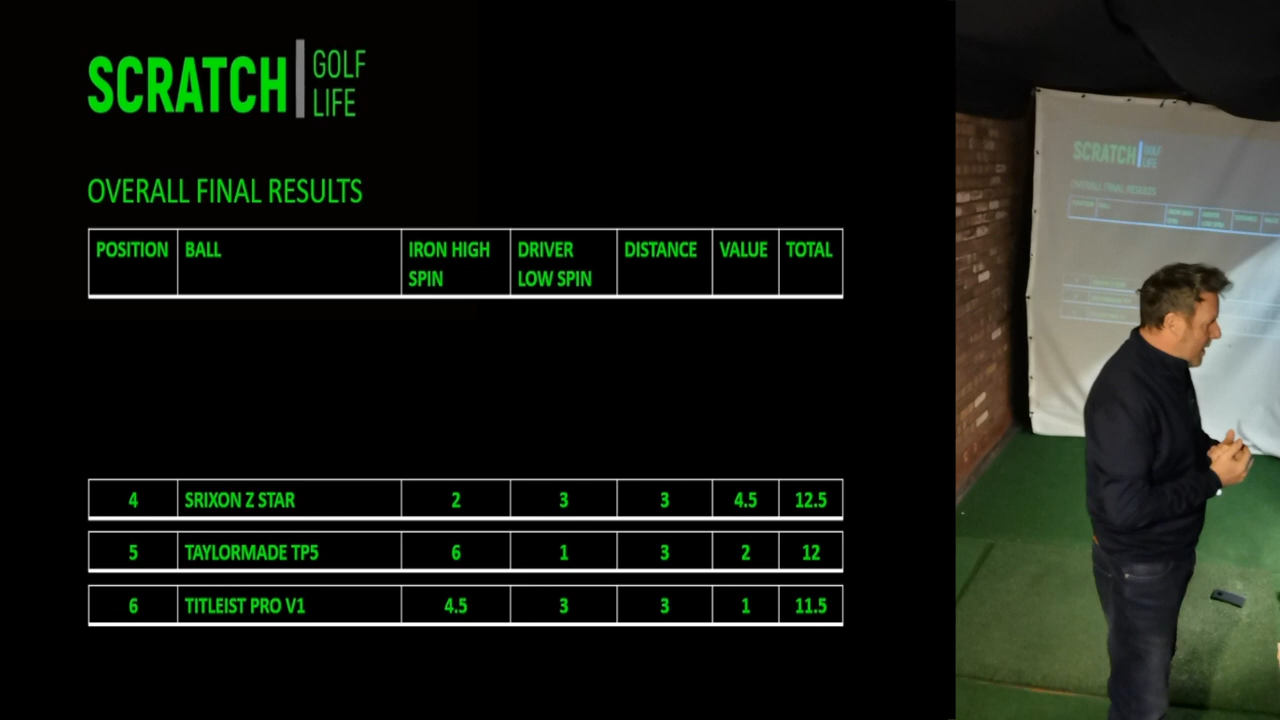 SCRATCH GOLF LIFE
OVERALL FINAL RESULTS
POSITION BALL IRON HIGH SPIN DRIVER LOW SPIN DISTANCE VALUE TOTAL
4 SRIXON Z STAR 2 3 3 4.5 12.5
5 TAYLORMADE TP5 6 1 3 2 12
6 TITLEIST PRO V1 4.5 3 3 1 11.5
SCRATCH GOLF LIFE
OVERALL FINAL RESULTS